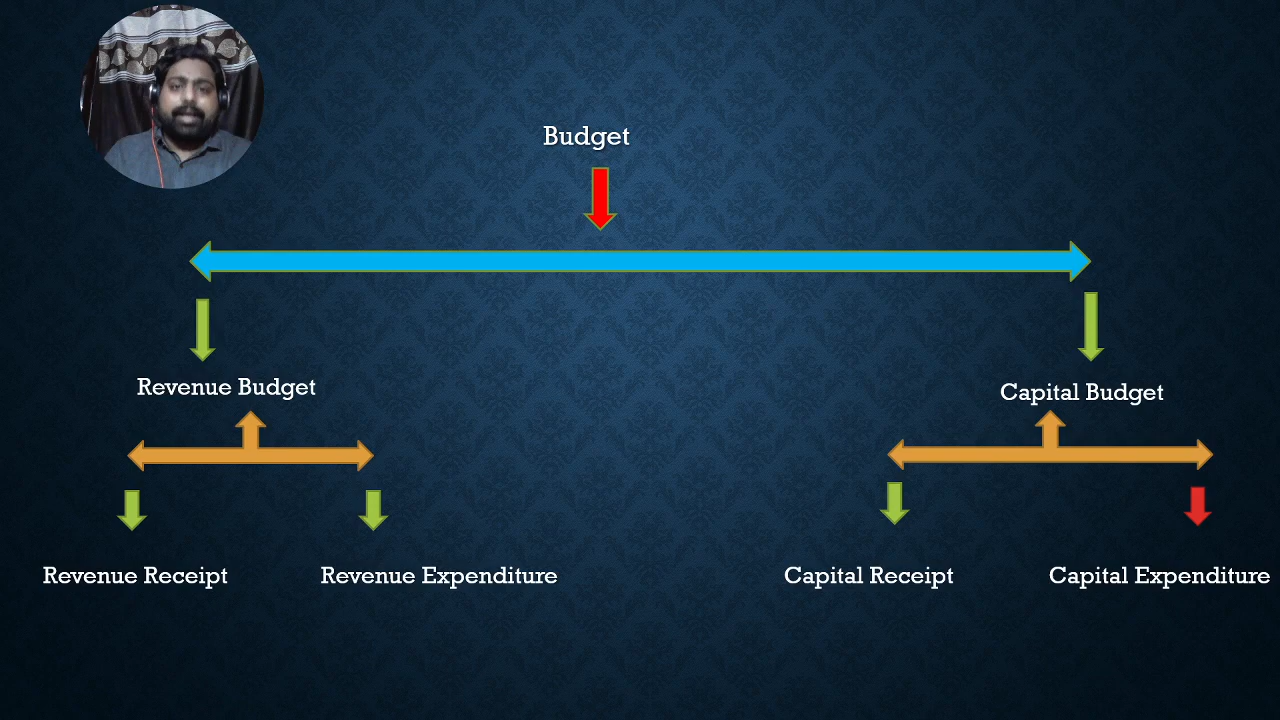 Budget
Revenue Budget
Capital Budget
Revenue Receipt
Revenue Expenditure
Capital Receipt
Capital Expenditure